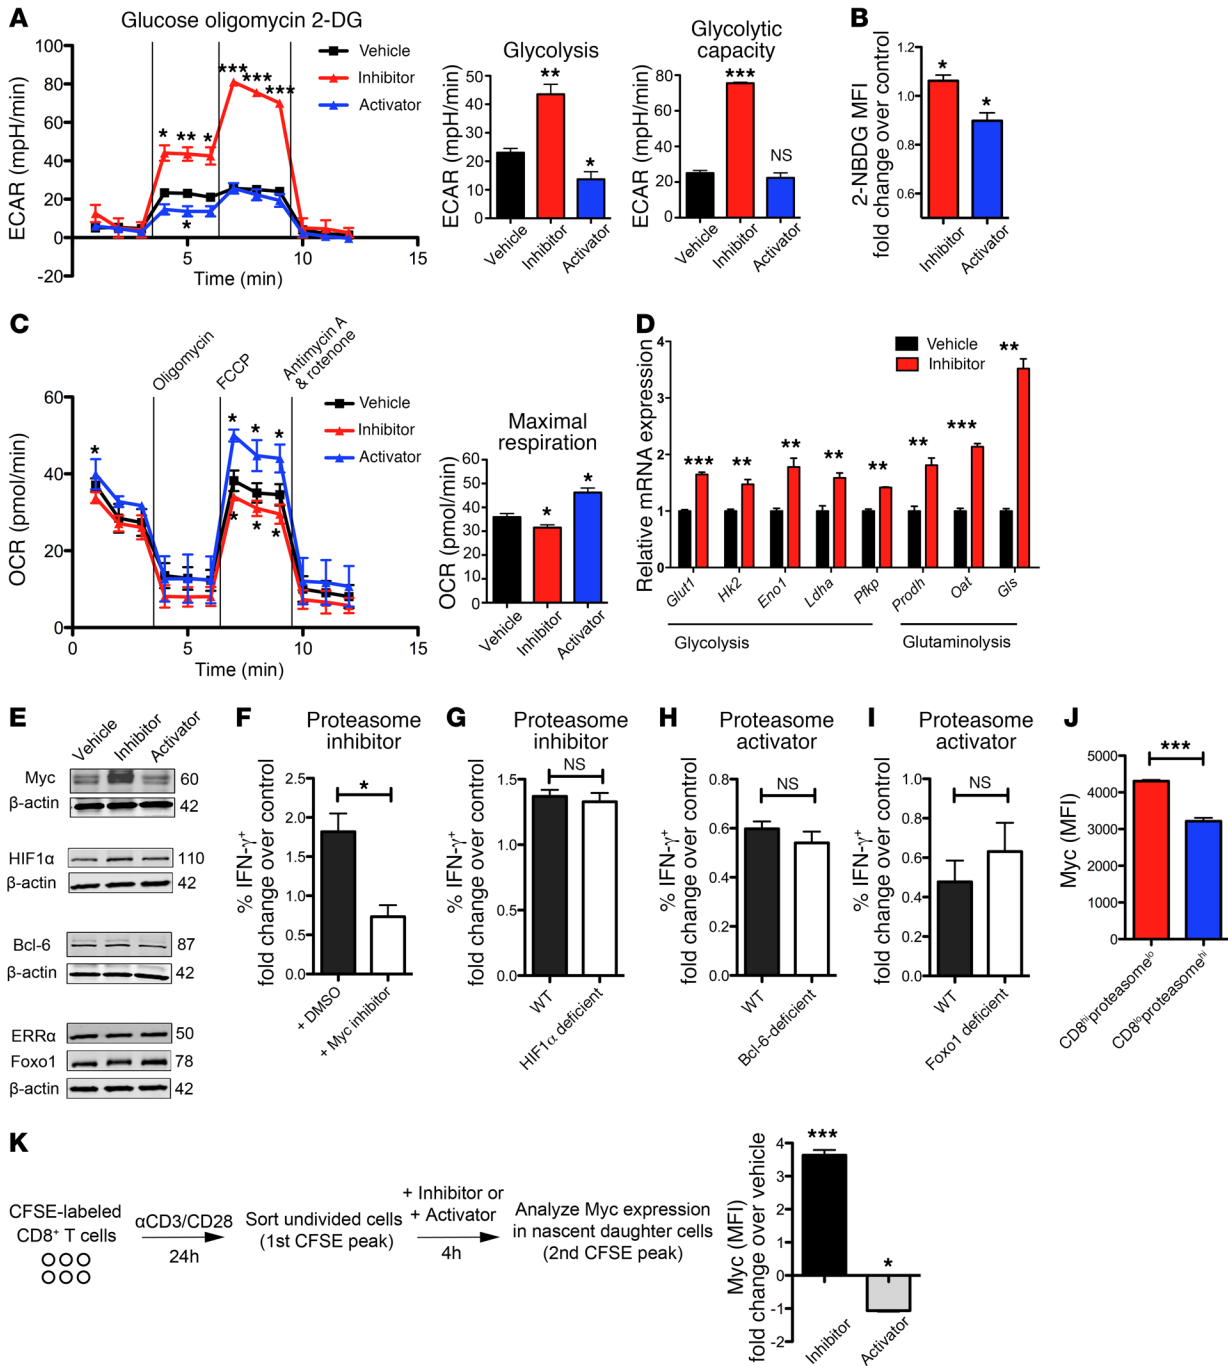 A
Glucose oligomycin 2-DG
ECAR (mpH/min)
100
80
60
40
20
0
-20
5
10
15
Time (min)
Vehicle
Inhibitor
Activator
* ** *
*** *** ***
*
Glycolysis
ECAR (mpH/min)
50
40
30
20
10
0
**
*
Vehicle
Inhibitor
Activator
Glycolytic
capacity
ECAR (mpH/min)
80
60
40
20
0
***
NS
Vehicle
Inhibitor
Activator
B
2-NBDG MFI
fold change over control
1.2
1.0
0.8
0.6
*
*
Inhibitor
Activator
C
Oligomycin
FCCP
Antimycin A
& rotenone
OCR (pmol/min)
60
40
20
0
0
5
10
15
Time (min)
Vehicle
Inhibitor
Activator
*
* * *
* * *
Maximal
respiration
OCR (pmol/min)
60
50
40
30
20
10
0
*
*
Vehicle
Inhibitor
Activator
D
Relative mRNA expression
4
3
2
1
0
Vehicle
Inhibitor
*** ** ** ** ** ** *** **
Glut1
Hk2
Eno1
Ldha
Pfkp
Prodh
Oat
Gls
Glycolysis
Glutaminolysis
E
Vehicle
Inhibitor
Activator
Myc 60
β-actin 42
HIF1α 110
β-actin 42
Bcl-6 87
β-actin 42
ERRα 50
Foxo1 78
β-actin 42
F
Proteasome
inhibitor
% IFN-γ+
fold change over control
2.5
2.0
1.5
1.0
0.5
0.0
*
+ DMSO
+ Myc inhibitor
G
Proteasome
inhibitor
% IFN-γ+
fold change over control
1.5
1.0
0.5
0.0
NS
WT
HIF1α deficient
H
Proteasome
activator
% IFN-γ+
fold change over control
0.8
0.6
0.4
0.2
0.0
NS
WT
Bcl-6-deficient
I
Proteasome
activator
% IFN-γ+
fold change over control
1.0
0.8
0.6
0.4
0.2
0.0
NS
WT
Foxo1 deficient
J
Myc (MFI)
5000
4000
3000
2000
1000
0
***
CD8hiproteasomelo
CD8loproteasomehi
K
CFSE-labeled
CD8+ T cells
αCD3/CD28
24h
Sort undivided cells
(1st CFSE peak)
+ Inhibitor or
+ Activator
4h
Analyze Myc expression
in nascent daughter cells
(2nd CFSE peak)
Myc (MFI)
fold change over vehicle
4
3
2
1
0
-1
-2
***
*
Inhibitor
Activator